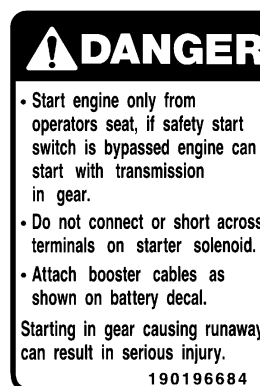 DANGER
• Start engine only from
operators seat, if safety start
switch is bypassed engine can
start with transmission
in gear.
• Do not connect or short across
terminals on starter solenoid.
• Attach booster cables as
shown on battery decal.
Starting in gear causing runaway
can result in serious injury.
190196684